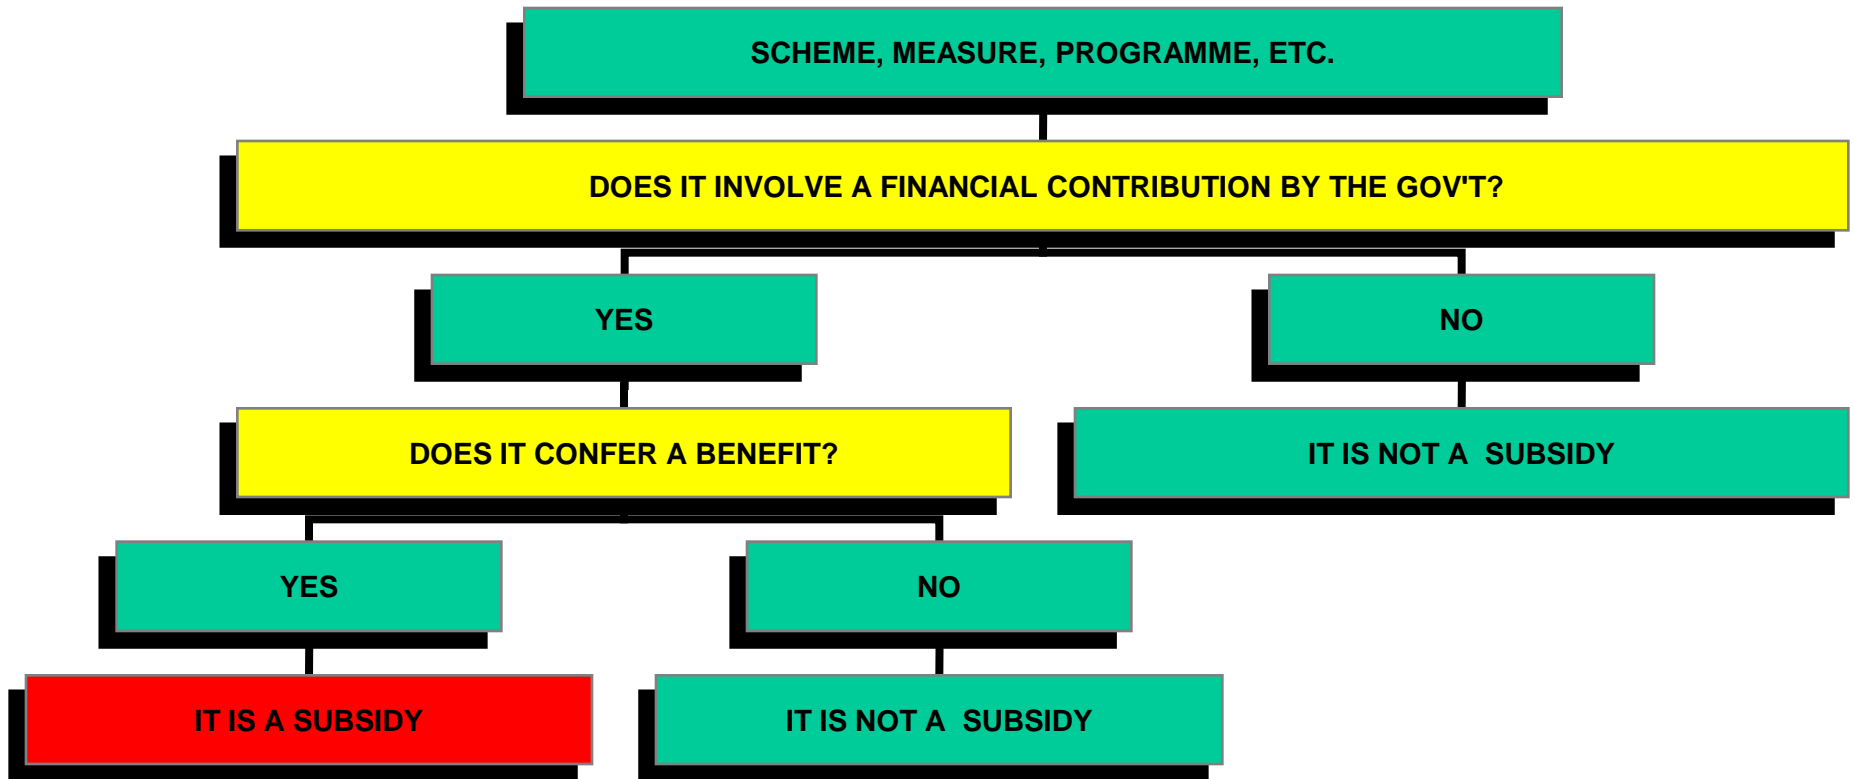 SCHEME, MEASURE, PROGRAMME, ETC.
DOES IT INVOLVE A FINANCIAL CONTRIBUTION BY THE GOV'T?
YES
NO
DOES IT CONFER A BENEFIT?
IT IS NOT A  SUBSIDY
YES
NO
IT IS A SUBSIDY
IT IS NOT A  SUBSIDY